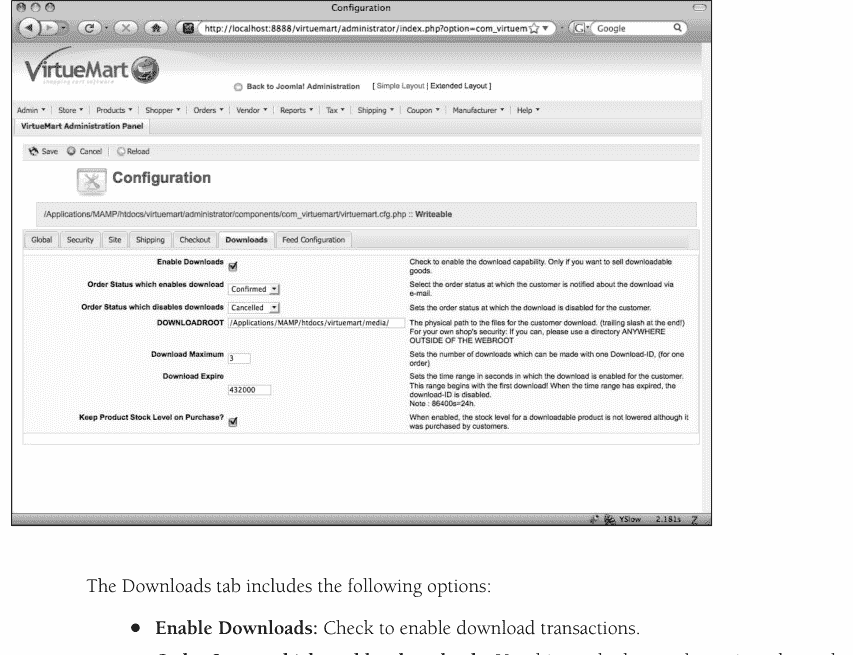 Configuration
http://localhost:8888/virtuemart/administrator/index.php?option=com_virtuem
Google
VirtueMart
Back to Joomla! Administration [ Simple Layout | Extended Layout ]
Admin Store Products Shopper Orders Vendor Reports Tax Shipping Coupon Manufacturer Help
VirtueMart Administration Panel
Save Cancel Reload
Configuration
/Applications/MAMP/htdocs/virtuemart/administrator/components/com_virtuemart/virtuemart.cfg.php :: Writeable
Global Security Site Shipping Checkout Downloads Feed Configuration
Enable Downloads
Check to enable the download capability. Only if you want to sell downloadable
goods.
Order Status which enables download
Confirmed
Select the order status at which the customer is notified about the download via
e-mail.
Order Status which disables downloads
Cancelled
Sets the order status at which the download is disabled for the customer.
DOWNLOADROOT
/Applications/MAMP/htdocs/virtuemart/media/
The physical path to the files for the customer download. (trailing slash at the end!)
For your own shop's security: If you can, please use a directory ANYWHERE
OUTSIDE OF THE WEBROOT
Download Maximum
3
Sets the number of downloads which can be made with one Download-ID, (for one
order)
Download Expire
432000
Sets the time range in seconds in which the download is enabled for the customer.
This range begins with the first download! When the time range has expired, the
download-ID is disabled.
Note : 86400s=24h.
Keep Product Stock Level on Purchase?
When enabled, the stock level for a downloadable product is not lowered although it
was purchased by customers.
YSlow 2.181s
The Downloads tab includes the following options:
• Enable Downloads: Check to enable download transactions.